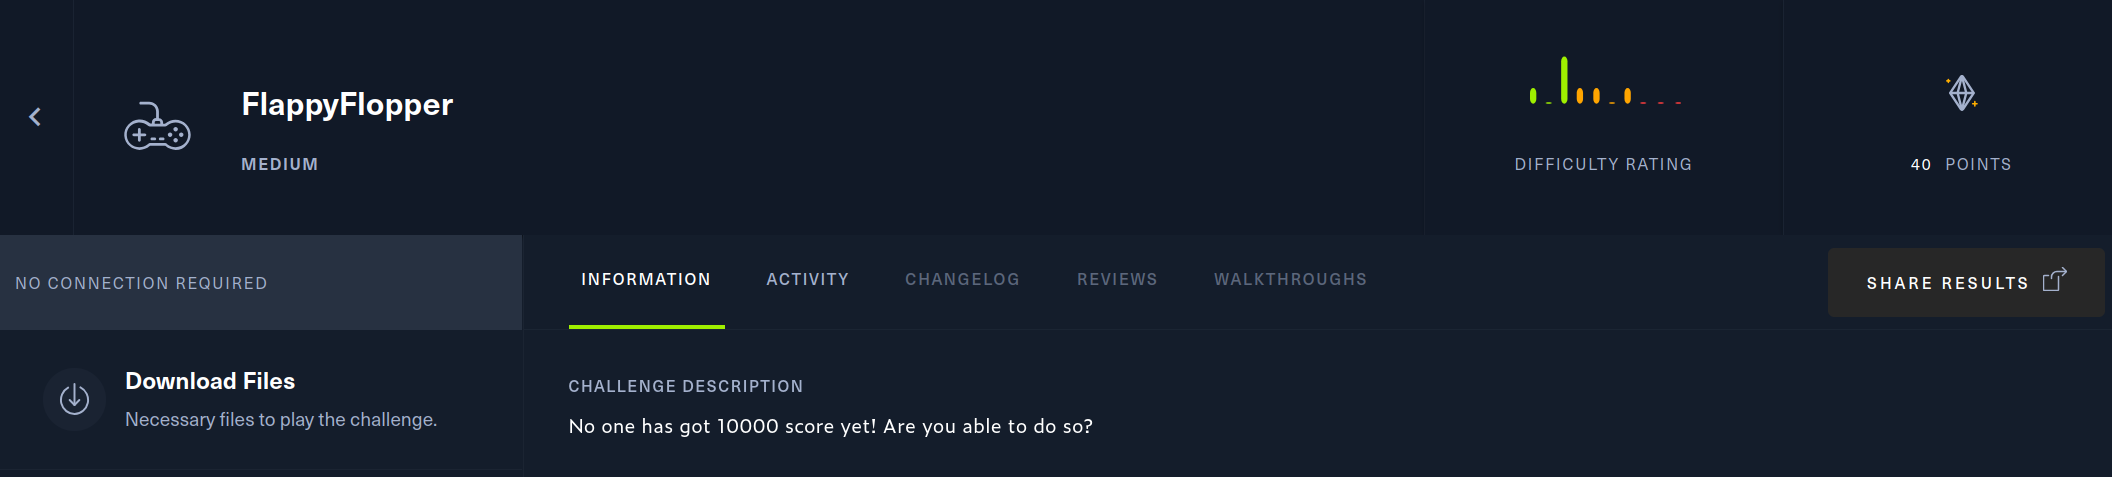 FlappyFlopper
MEDIUM
DIFFICULTY RATING
40 POINTS
NO CONNECTION REQUIRED
INFORMATION
ACTIVITY
CHANGELOG
REVIEWS
WALKTHROUGHS
SHARE RESULTS
Download Files
Necessary files to play the challenge.
CHALLENGE DESCRIPTION
No one has got 10000 score yet! Are you able to do so?